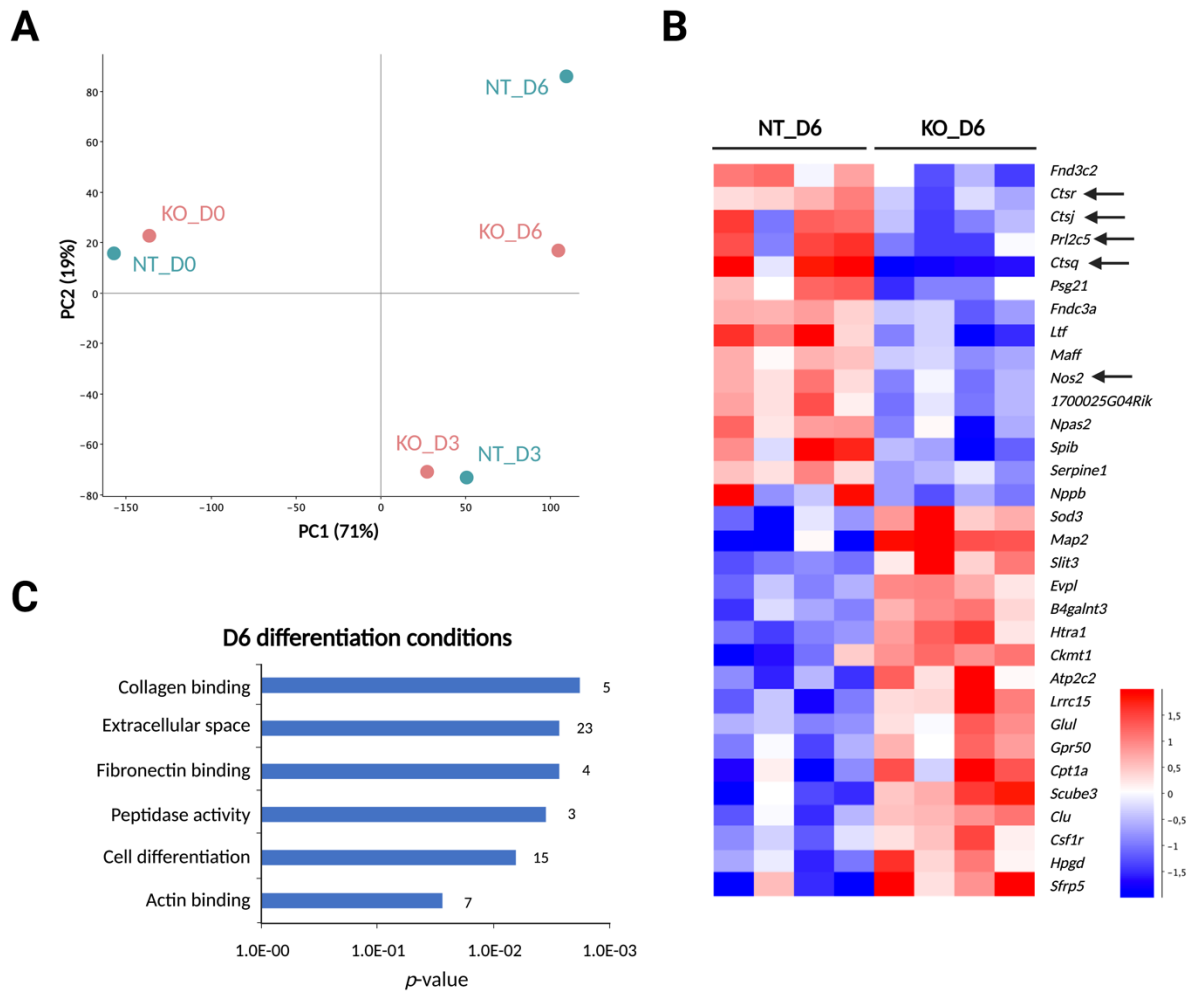 A
B
NT_D6
KO_D0
NT_D0
KO_D6
KO_D3
NT_D3
80
60
40
20
0
−20
−40
−60
−80
−150
−100
−50
0
50
100
PC2 (19%)
PC1 (71%)
NT_D6
KO_D6
Fnd3c2
Ctsr
Ctsj
Prl2c5
Ctsq
Psg21
Fndc3a
Ltf
Maff
Nos2
1700025G04Rik
Npas2
Spib
Serpine1
Nppb
Sod3
Map2
Slit3
Evpl
B4galnt3
Htra1
Ckmt1
Atp2c2
Lrrc15
Glul
Gpr50
Cpt1a
Scube3
Clu
Csf1r
Hpgd
Sfrp5
1,5
1
0,5
0
−0,5
−1
−1,5
C
D6 differentiation conditions
Collagen binding 5
Extracellular space 23
Fibronectin binding 4
Peptidase activity 3
Cell differentiation 15
Actin binding 7
1.0E-00 1.0E-01 1.0E-02 1.0E-03
p-value